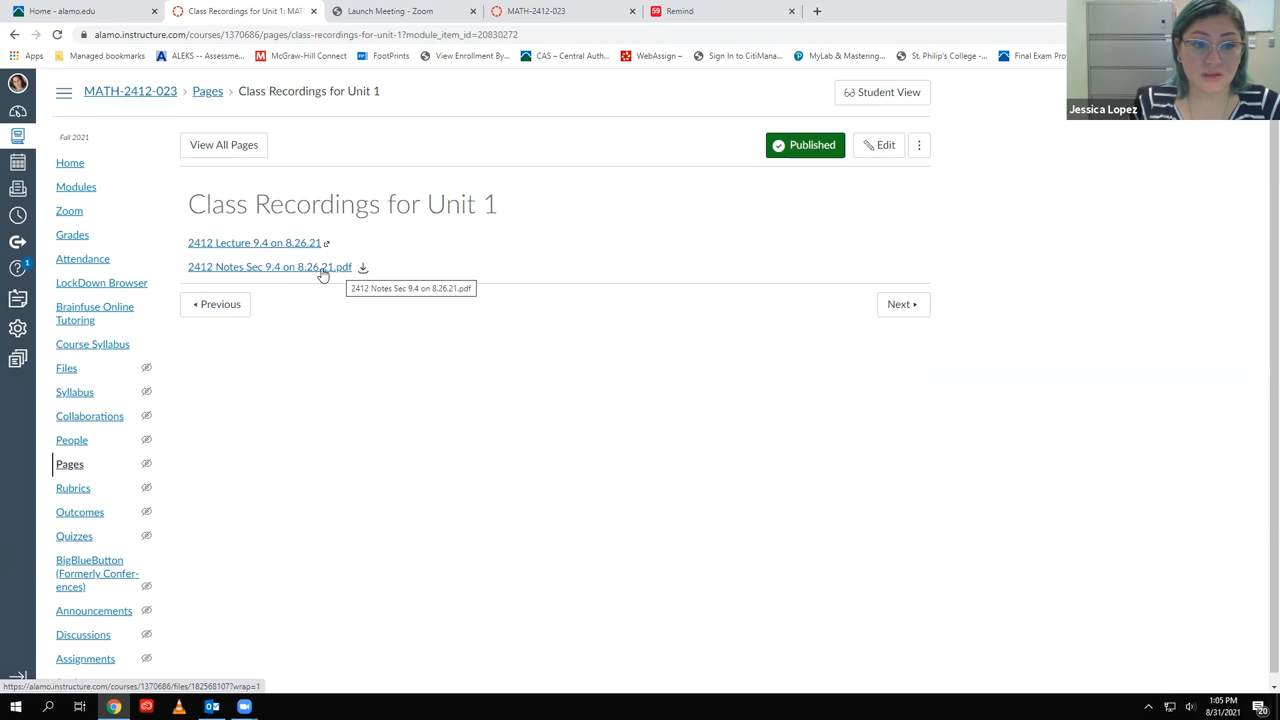 Home - alamo.edu
Class Recordings for Unit 1: MAT
Launch Meeting - Zoom
MATH-2412-023
Remind
alamo.instructure.com/courses/1370686/pages/class-recordings-for-unit-1?module_item_id=20830272
Apps
Managed bookmarks
ALEKS -- Assessme...
McGraw-Hill Connect
FootPrints
View Enrollment By...
CAS – Central Auth...
WebAssign –
Sign In to CitiMana...
MyLab & Mastering...
St. Philip's College -...
Final Exam Pro
Jessica Lopez
MATH-2412-023 › Pages › Class Recordings for Unit 1
Student View
Fall 2021
Home
Modules
Zoom
Grades
Attendance
LockDown Browser
Brainfuse Online
Tutoring
Course Syllabus
Files
Syllabus
Collaborations
People
Pages
Rubrics
Outcomes
Quizzes
BigBlueButton
(Formerly Confer-
ences)
Announcements
Discussions
Assignments
1
View All Pages
Published
Edit
Class Recordings for Unit 1
2412 Lecture 9.4 on 8.26.21
2412 Notes Sec 9.4 on 8.26.21.pdf
2412 Notes Sec 9.4 on 8.26.21.pdf
Previous
Next
https://alamo.instructure.com/courses/1370686/files/182568107?wrap=1
1:05 PM
8/31/2021
20